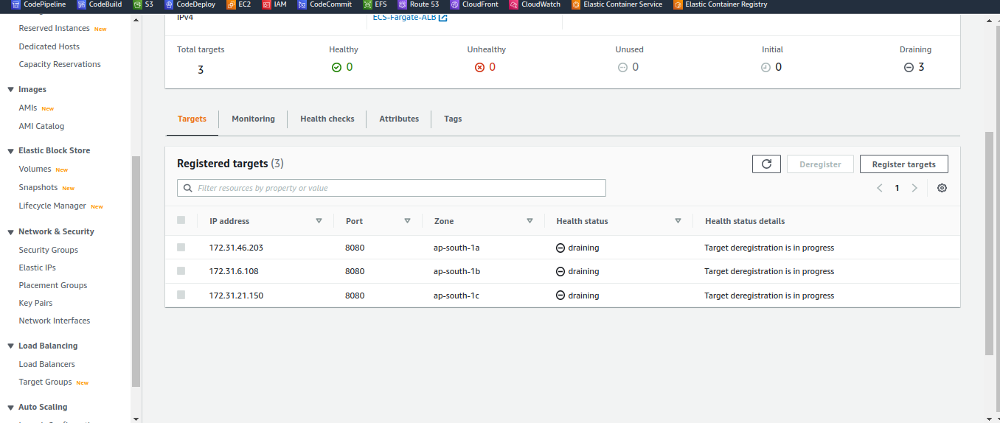 CodePipeline CodeBuild S3 CodeDeploy EC2 IAM CodeCommit EFS Route 53 CloudFront CloudWatch Elastic Container Service Elastic Container Registry
IPv4 ECS-Fargate-ALB
Reserved Instances New
Dedicated Hosts
Capacity Reservations
Images
AMIs New
AMI Catalog
Elastic Block Store
Volumes New
Snapshots New
Lifecycle Manager New
Network & Security
Security Groups
Elastic IPs
Placement Groups
Key Pairs
Network Interfaces
Load Balancing
Load Balancers
Target Groups New
Auto Scaling
Total targets Healthy Unhealthy Unused Initial Draining
3 0 0 0 0 3
Targets Monitoring Health checks Attributes Tags
Registered targets (3) Deregister Register targets
Filter resources by property or value 1
IP address Port Zone Health status Health status details
172.31.46.203 8080 ap-south-1a draining Target deregistration is in progress
172.31.6.108 8080 ap-south-1b draining Target deregistration is in progress
172.31.21.150 8080 ap-south-1c draining Target deregistration is in progress